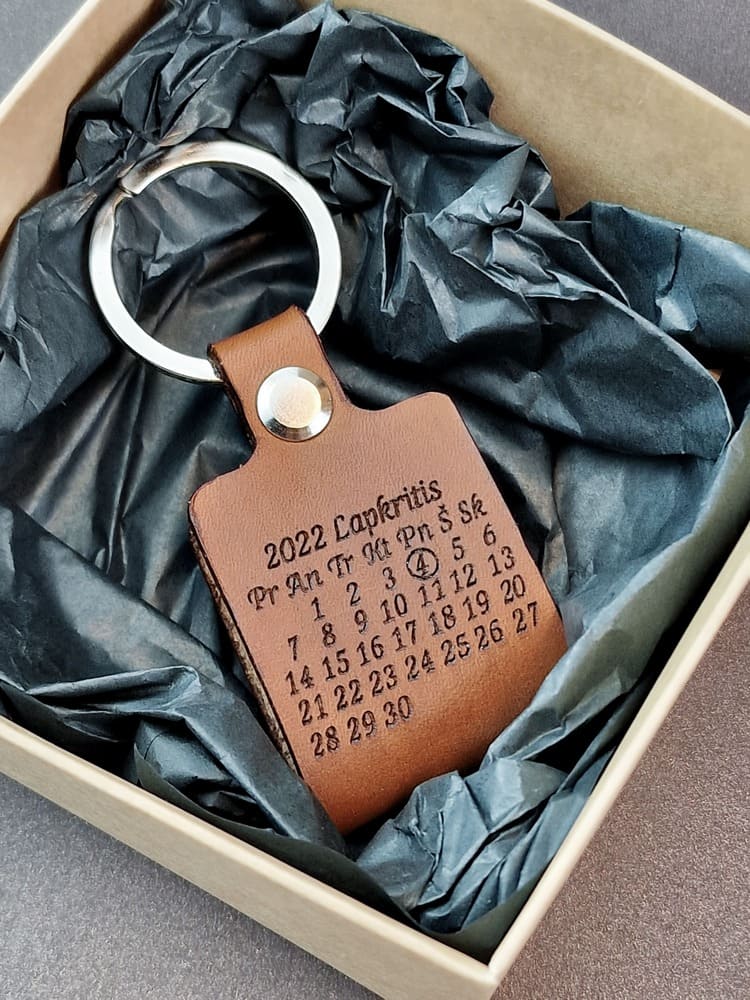 2022 Lapkritis
Pr An Tr Kt Pn Š Sk
1 2 3 4 5 6
7 8 9 10 11 12 13
14 15 16 17 18 19 20
21 22 23 24 25 26 27
28 29 30